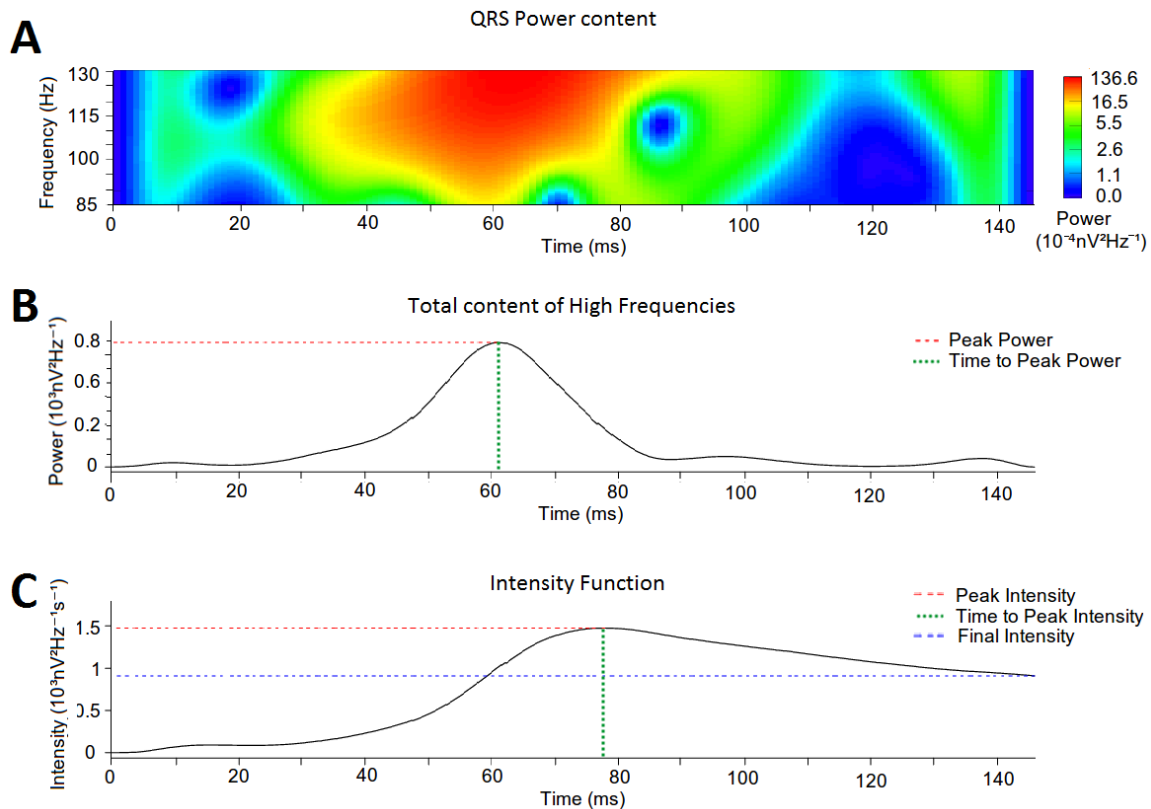 QRS Power content
A
Frequency (Hz)
130
115
100
85
0 20 40 60 80 100 120 140
Time (ms)
136.6
16.5
5.5
2.6
1.1
0.0
Power
(10⁻⁴nV²Hz⁻¹)
B
Total content of High Frequencies
Power (10³nV²Hz⁻¹)
0.8
0.6
0.2
0
Peak Power
Time to Peak Power
0 20 40 60 80 100 120 140
Time (ms)
C
Intensity Function
Intensity (10³nV²Hz⁻¹s⁻¹)
1.5
1
0.5
0
Peak Intensity
Time to Peak Intensity
Final Intensity
0 20 40 60 80 100 120 140
Time (ms)